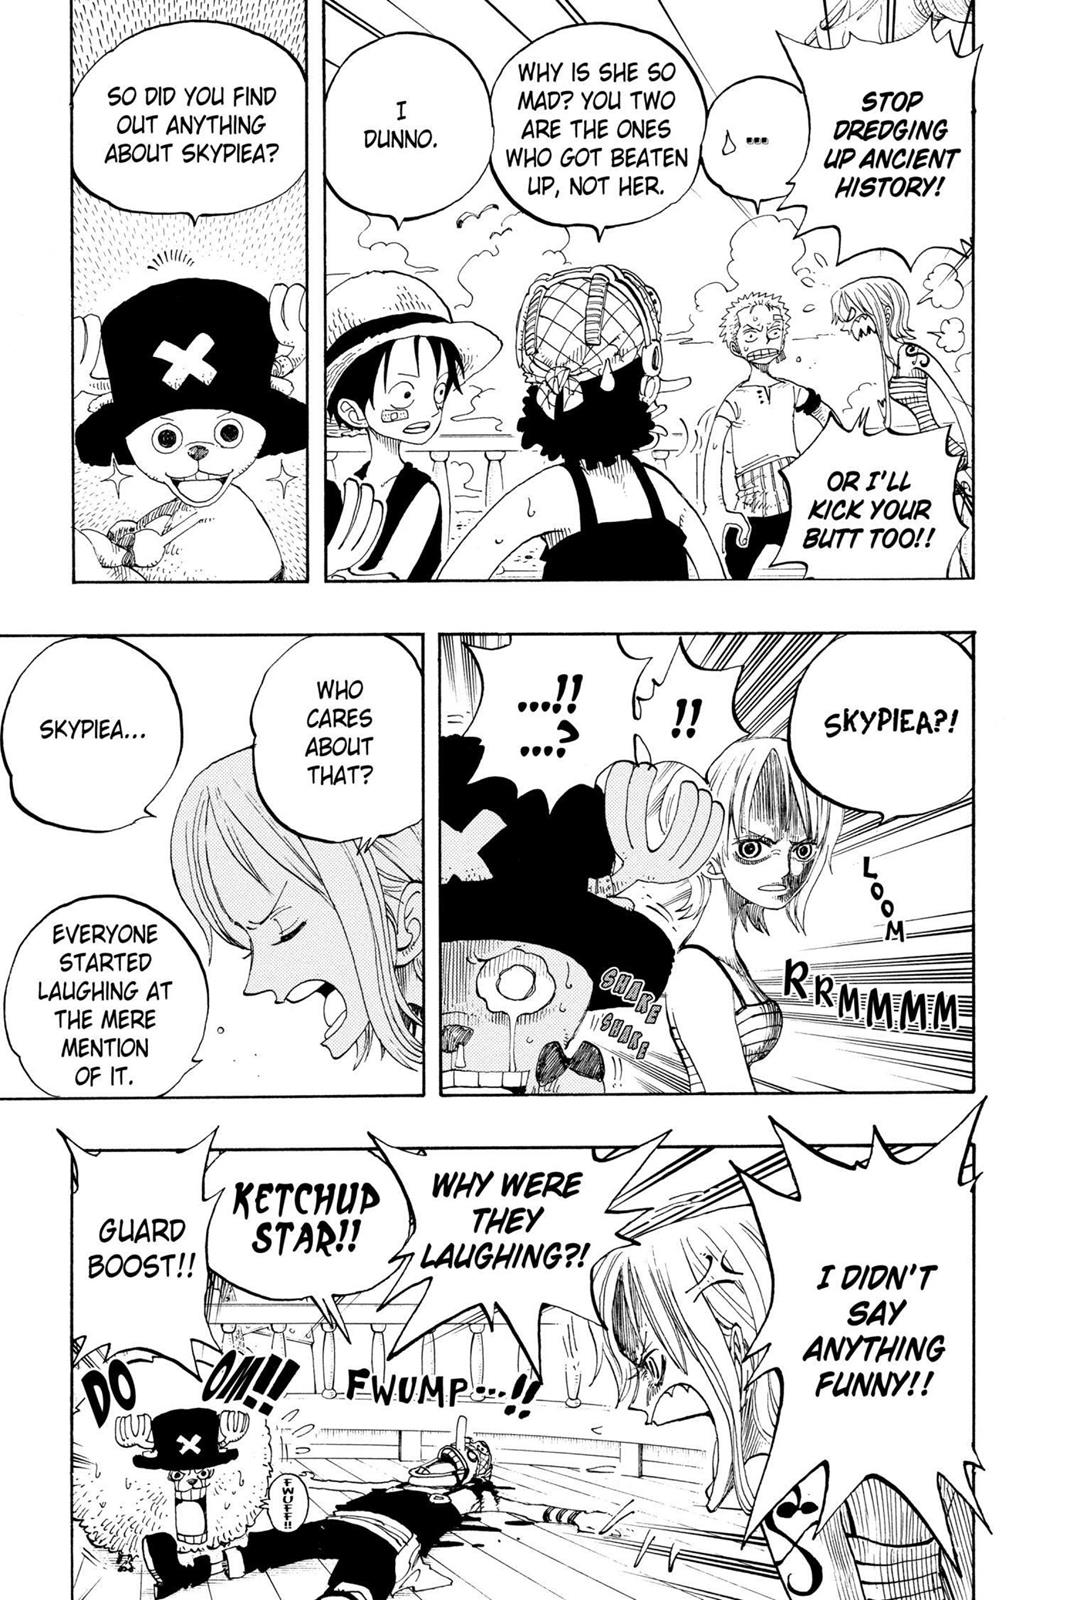 STOP
DREDGING
UP ANCIENT
HISTORY!
OR I'LL
KICK YOUR
BUTT TOO!!
...
WHY IS SHE SO
MAD? YOU TWO
ARE THE ONES
WHO GOT BEATEN
UP, NOT HER.
I
DUNNO.
SO DID YOU FIND
OUT ANYTHING
ABOUT SKYPIEA?
SKYPIEA?!
LOOM
RRMMMM
!!
...!!
...?
SHAKE
SHAKE
WHO
CARES
ABOUT
THAT?
SKYPIEA...
EVERYONE
STARTED
LAUGHING AT
THE MERE
MENTION
OF IT.
I DIDN'T
SAY
ANYTHING
FUNNY!!
WHY WERE
THEY
LAUGHING?!
KETCHUP
STAR!!
FWUMP...!!
GUARD
BOOST!!
DOOM!!
FWUFF!!